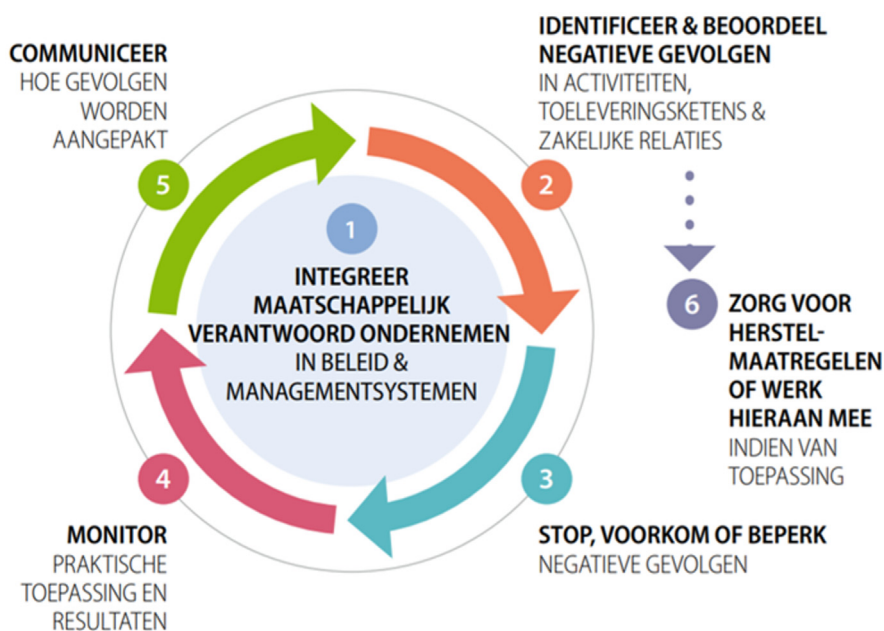 1
INTEGREER
MAATSCHAPPELIJK
VERANTWOORD ONDERNEMEN
IN BELEID &
MANAGEMENTSYSTEMEN
2
IDENTIFICEER & BEOORDEEL
NEGATIEVE GEVOLGEN
IN ACTIVITEITEN,
TOELEVERINGSKETENS &
ZAKELIJKE RELATIES
3
STOP, VOORKOM OF BEPERK
NEGATIEVE GEVOLGEN
4
MONITOR
PRAKTISCHE
TOEPASSING EN
RESULTATEN
5
COMMUNICEER
HOE GEVOLGEN
WORDEN
AANGEPAKT
6
ZORG VOOR
HERSTEL-
MAATREGELEN
OF WERK
HIERAAN MEE
INDIEN VAN
TOEPASSING